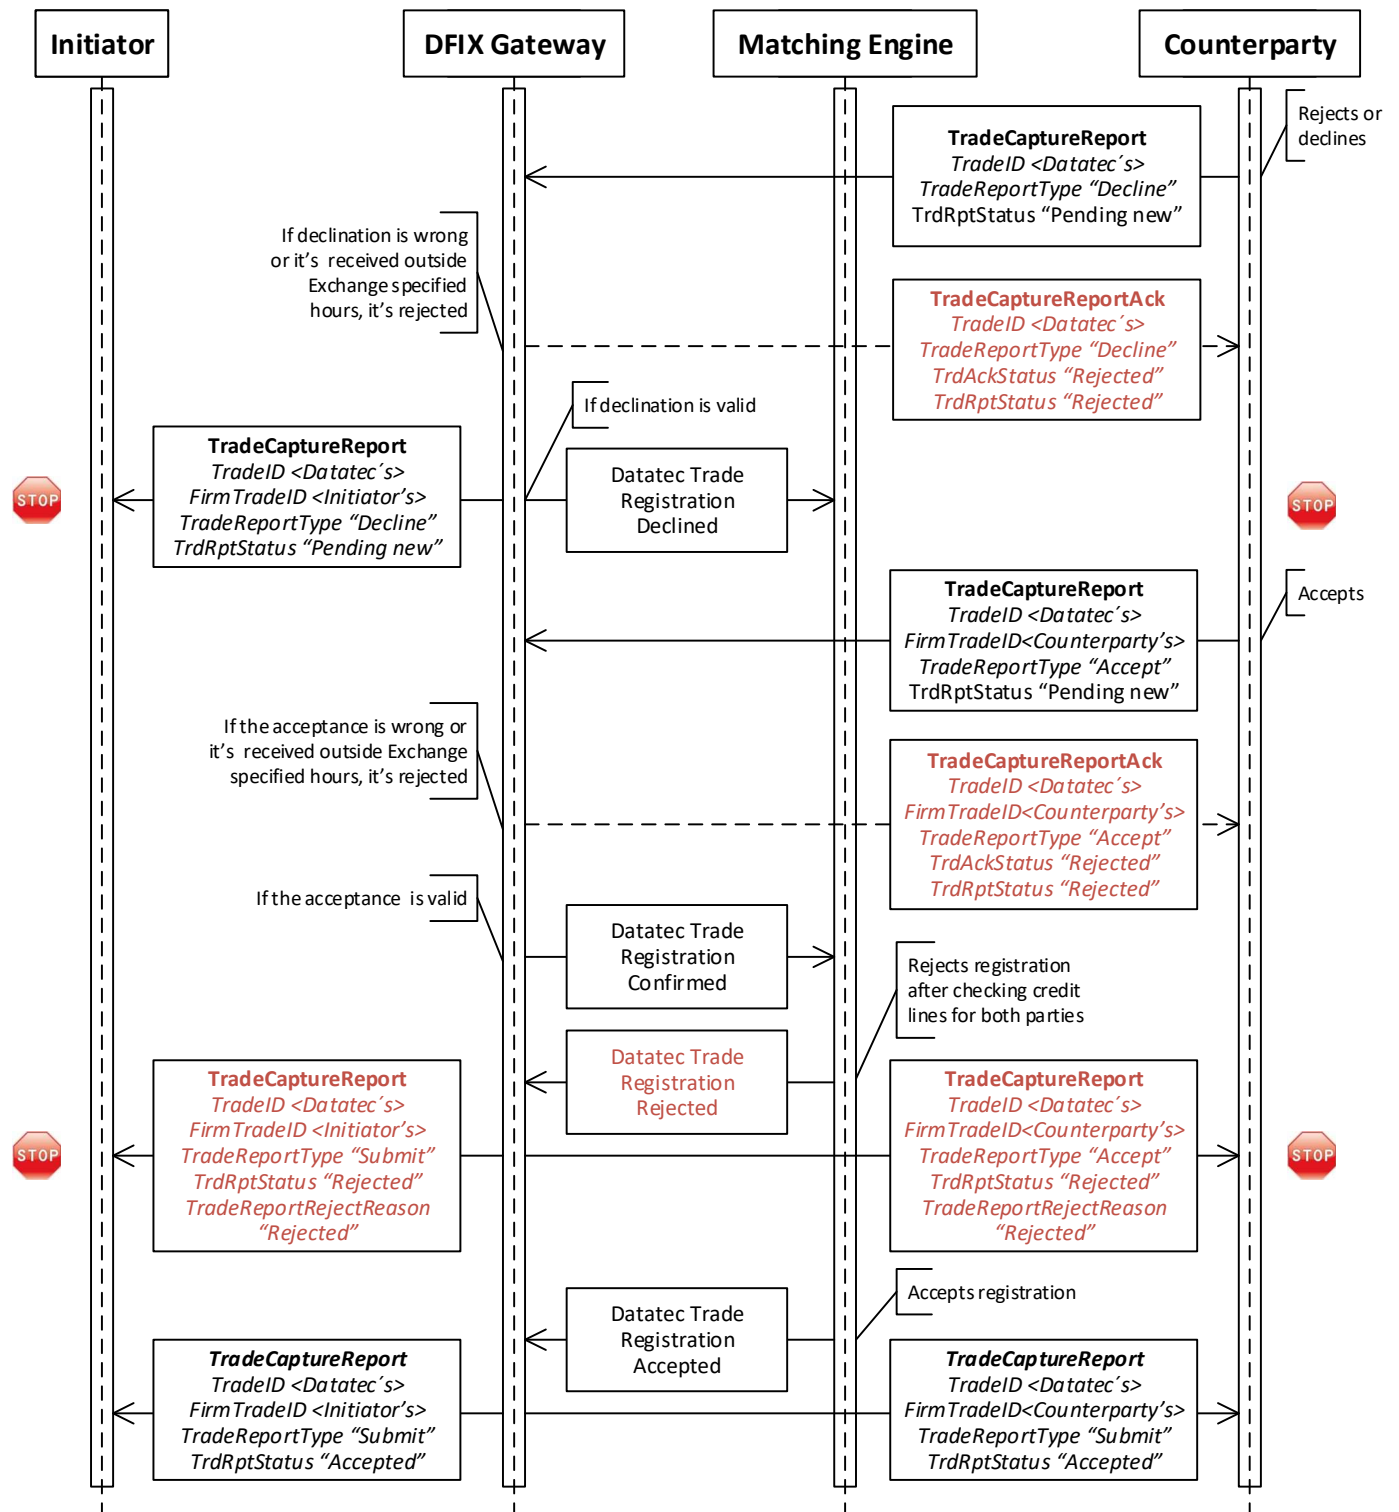 Initiator
DFIX Gateway
Matching Engine
Counterparty
Rejects or
declines
TradeCaptureReport
TradeID <Datatec´s>
TradeReportType “Decline”
TrdRptStatus “Pending new”
If declination is wrong
or it’s received outside
Exchange specified
hours, it’s rejected
TradeCaptureReportAck
TradeID <Datatec´s>
TradeReportType “Decline”
TrdAckStatus “Rejected”
TrdRptStatus “Rejected”
If declination is valid
TradeCaptureReport
TradeID <Datatec´s>
FirmTradeID <Initiator’s>
TradeReportType “Decline”
TrdRptStatus “Pending new”
Datatec Trade
Registration
Declined
STOP
STOP
TradeCaptureReport
TradeID <Datatec´s>
FirmTradeID<Counterparty’s>
TradeReportType “Accept”
TrdRptStatus “Pending new”
Accepts
If the acceptance is wrong or
it’s received outside Exchange
specified hours, it’s rejected
TradeCaptureReportAck
TradeID <Datatec´s>
FirmTradeID<Counterparty’s>
TradeReportType “Accept”
TrdAckStatus “Rejected”
TrdRptStatus “Rejected”
If the acceptance is valid
Datatec Trade
Registration
Confirmed
Rejects registration
after checking credit
lines for both parties
Datatec Trade
Registration
Rejected
TradeCaptureReport
TradeID <Datatec´s>
FirmTradeID <Initiator’s>
TradeReportType “Submit”
TrdRptStatus “Rejected”
TradeReportRejectReason
“Rejected”
TradeCaptureReport
TradeID <Datatec´s>
FirmTradeID<Counterparty’s>
TradeReportType “Accept”
TrdRptStatus “Rejected”
TradeReportRejectReason
“Rejected”
STOP
STOP
Accepts registration
Datatec Trade
Registration
Accepted
TradeCaptureReport
TradeID <Datatec´s>
FirmTradeID <Initiator’s>
TradeReportType “Submit”
TrdRptStatus “Accepted”
TradeCaptureReport
TradeID <Datatec´s>
FirmTradeID<Counterparty’s>
TradeReportType “Submit”
TrdRptStatus “Accepted”